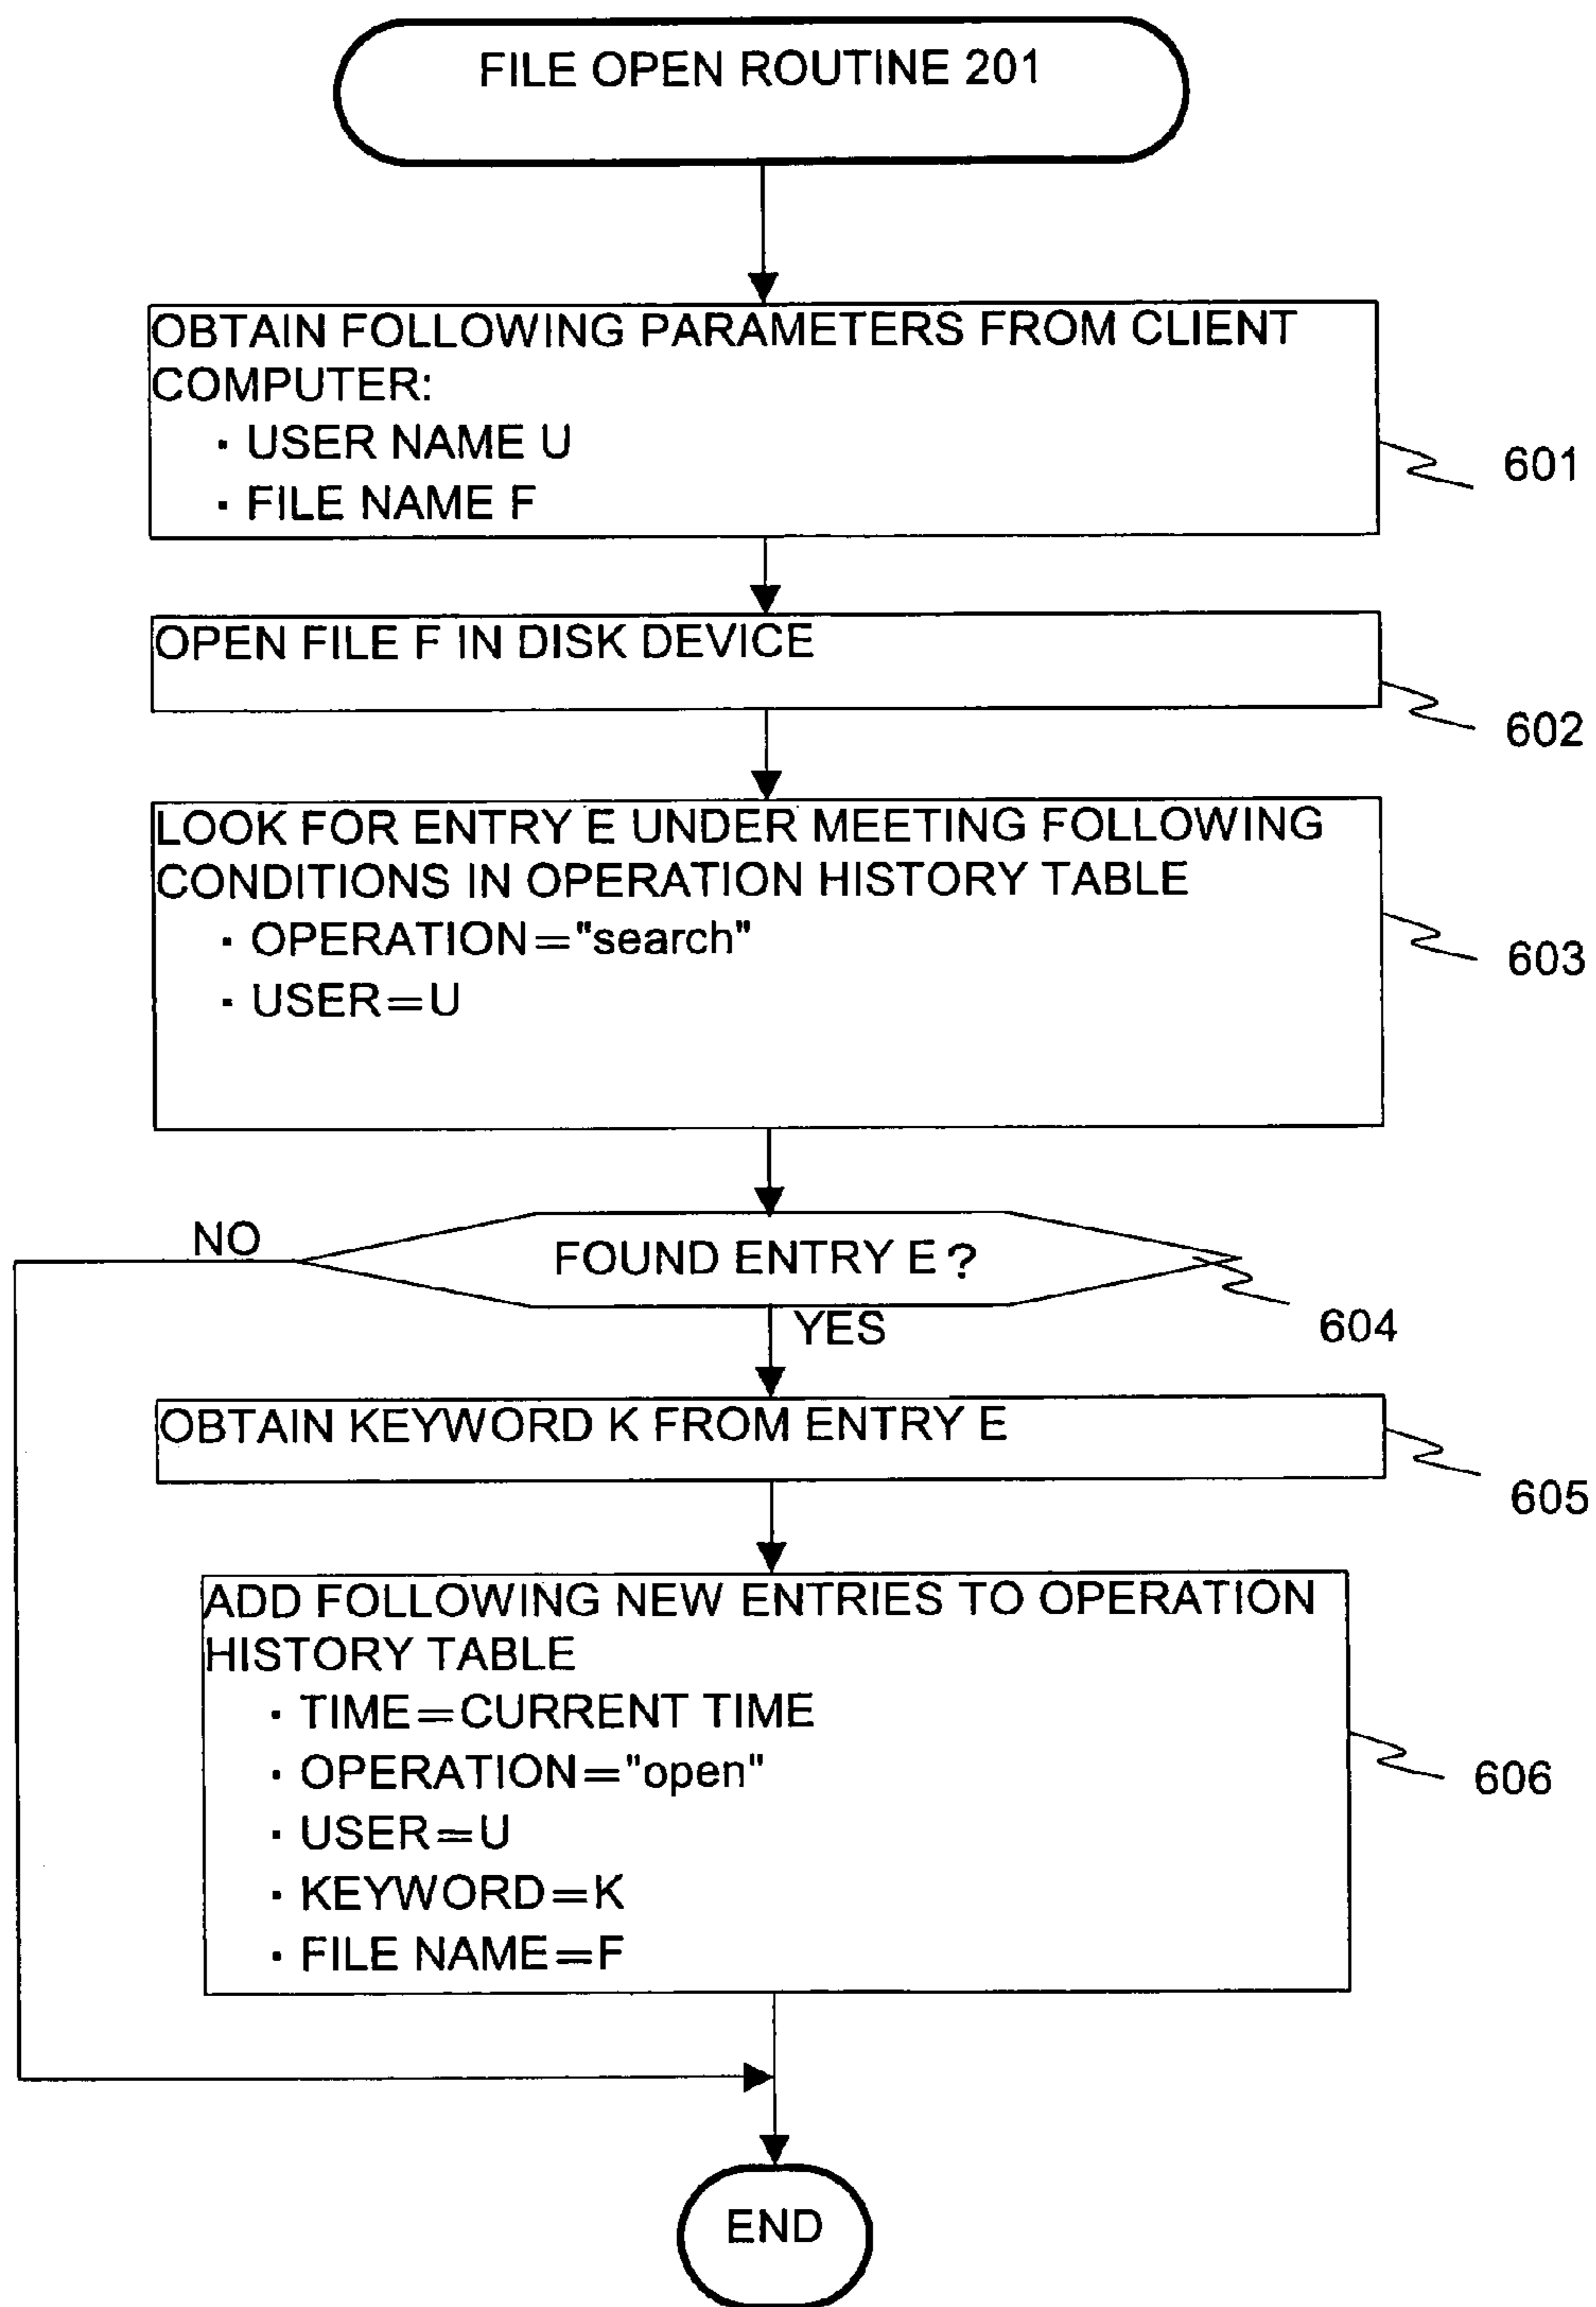 FILE OPEN ROUTINE 201
OBTAIN FOLLOWING PARAMETERS FROM CLIENT
COMPUTER:
· USER NAME U
· FILE NAME F
601
OPEN FILE F IN DISK DEVICE
602
LOOK FOR ENTRY E UNDER MEETING FOLLOWING
CONDITIONS IN OPERATION HISTORY TABLE
· OPERATION="search"
· USER=U
603
NO
FOUND ENTRY E?
604
YES
OBTAIN KEYWORD K FROM ENTRY E
605
ADD FOLLOWING NEW ENTRIES TO OPERATION
HISTORY TABLE
· TIME=CURRENT TIME
· OPERATION="open"
· USER=U
· KEYWORD=K
· FILE NAME=F
606
END